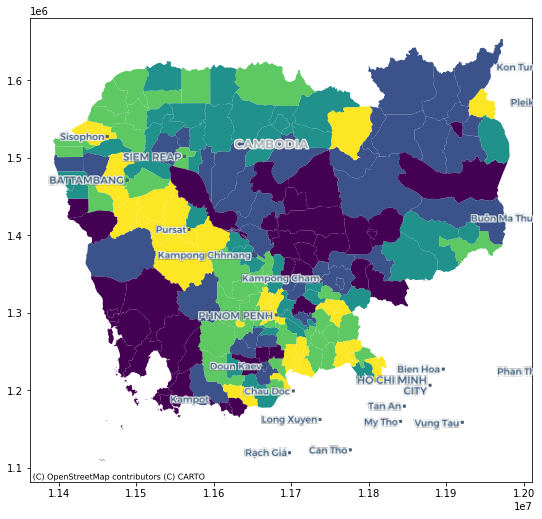 1e6
1.6
1.5
1.4
1.3
1.2
1.1
Kon Tur
Pleik
Sisophon
CAMBODIA
SIEM REAP
BATTAMBANG
Buôn Ma Thu
Pursat
Kampong Chhnang
Kampong Cham
PHNOM PENH
Doun Kaev
Bien Hoa
Phan Th
HO CHI MINH
CITY
Chau Doc
Kampot
Tan An
Long Xuyen
My Tho
Vung Tau
Rạch Giá
Can Tho
(C) OpenStreetMap contributors (C) CARTO
1.14 1.15 1.16 1.17 1.18 1.19 1.20
1e7